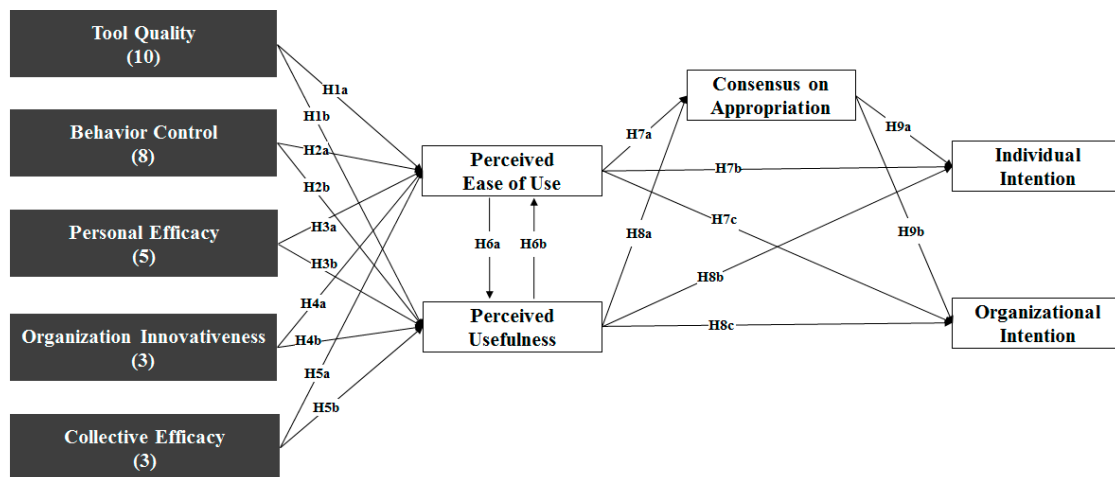 Tool Quality
(10)
Behavior Control
(8)
Personal Efficacy
(5)
Organization Innovativeness
(3)
Collective Efficacy
(3)
H1a
H1b
H2a
H2b
H3a
H3b
H4a
H4b
H5a
H5b
Perceived
Ease of Use
H6a
H6b
Perceived
Usefulness
Consensus on
Appropriation
H7a
H7b
H7c
H8a
H8b
H8c
H9a
H9b
Individual
Intention
Organizational
Intention